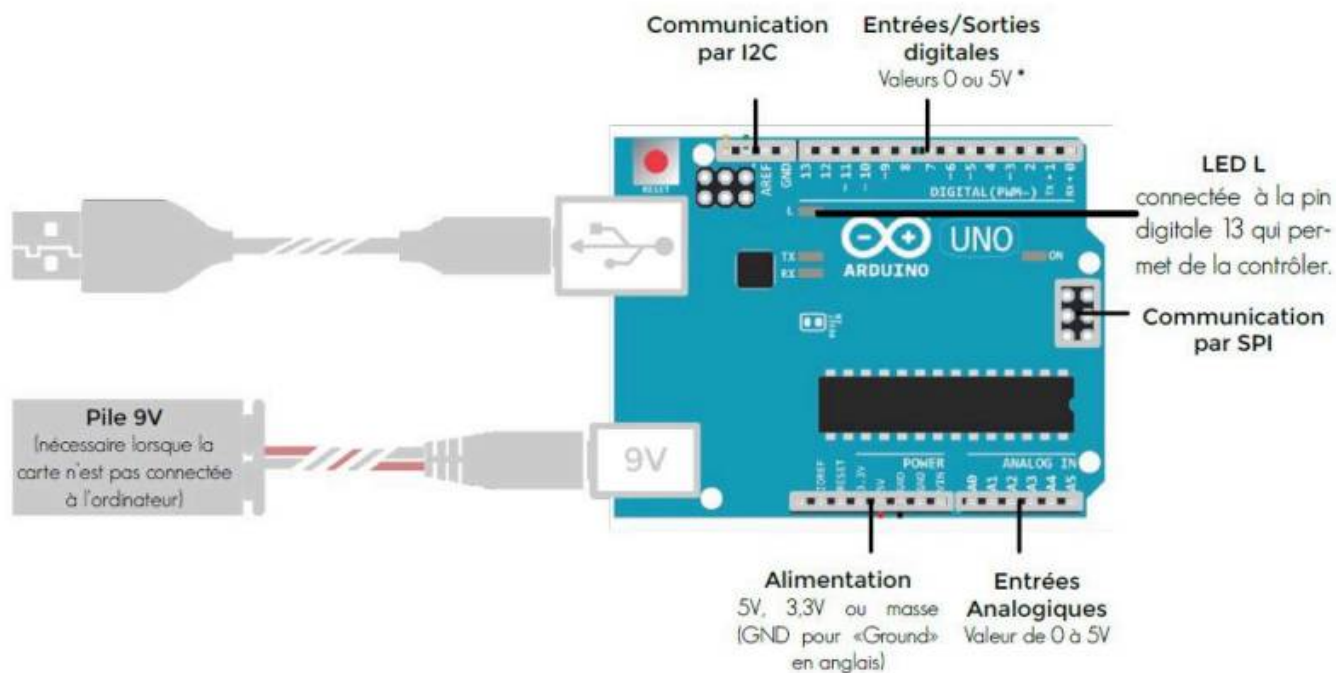 Communication
par I2C
Entrées/Sorties
digitales
Valeurs 0 ou 5V *
RESET
AREF
GND
13
12
~11
~10
~9
8
7
~6
~5
4
~3
2
TX▸1
RX◂0
DIGITAL(PWM~)
L
TX
RX
ARDUINO
UNO
ON
LED L
connectée à la pin
digitale 13 qui per-
met de la contrôler.
Communication
par SPI
Pile 9V
(nécessaire lorsque la
carte n'est pas connectée
à l'ordinateur)
9V
POWER
ANALOG IN
IOREF
RESET
3.3V
5V
GND
GND
VIN
A0
A1
A2
A3
A4
A5
Alimentation
5V, 3,3V ou masse
(GND pour «Ground»
en anglais)
Entrées
Analogiques
Valeur de 0 à 5V